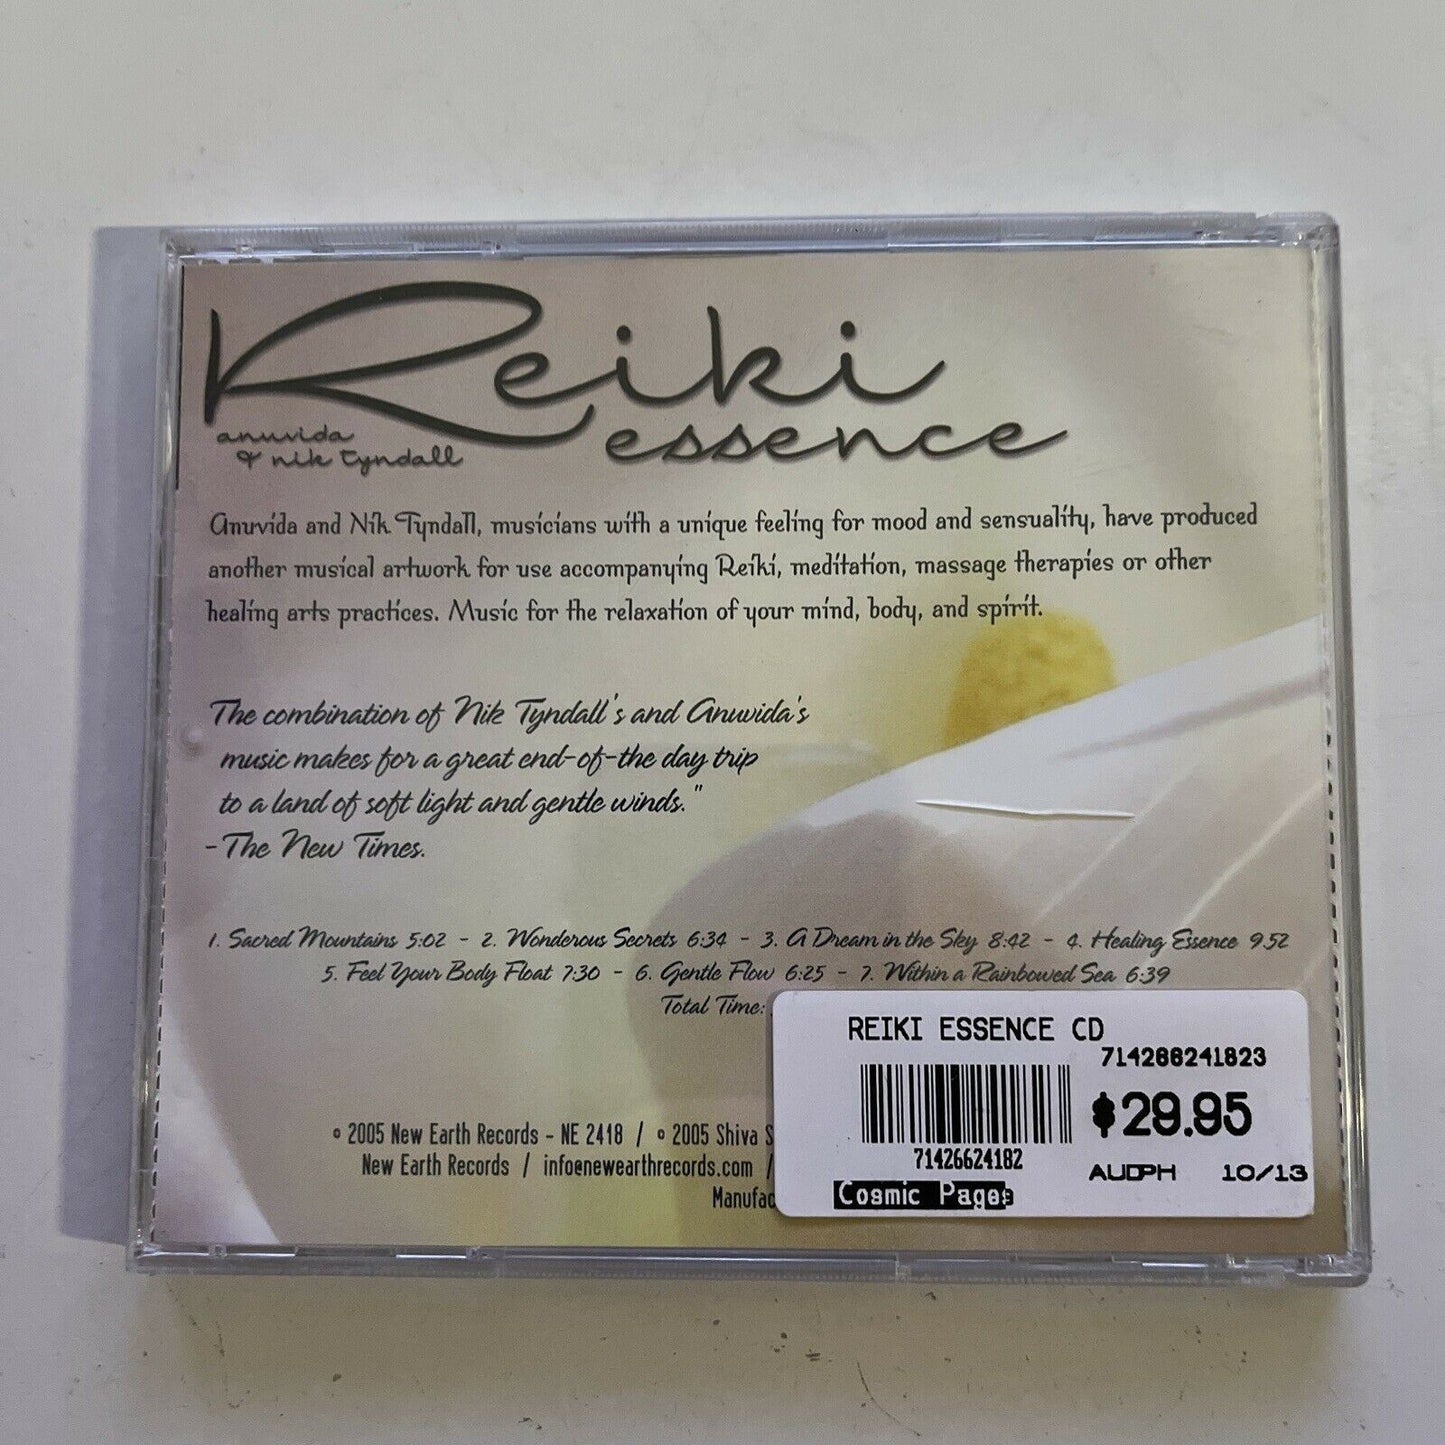 Reiki
essence
anuvida
& nik tyndall
Anuvida and Nik Tyndall, musicians with a unique feeling for mood and sensuality, have produced
another musical artwork for use accompanying Reiki, meditation, massage therapies or other
healing arts practices. Music for the relaxation of your mind, body, and spirit.
The combination of Nik Tyndall's and Anuvida's
music makes for a great end-of-the day trip
to a land of soft light and gentle winds."
- The New Times.
1. Sacred Mountains 5:02 - 2. Wonderous Secrets 6:34 - 3. A Dream in the Sky 8:42 - 4. Healing Essence 9:52
5. Feel Your Body Float 7:30 - 6. Gentle Flow 6:25 - 7. Within a Rainbowed Sea 6:39
Total Time:
℗ 2005 New Earth Records - NE 2418 / © 2005 Shiva S
New Earth Records / info@newearthrecords.com /
Manufac
REIKI ESSENCE CD
714266241823
$29.95
71426624182
AUDPH 10/13
Cosmic Pages